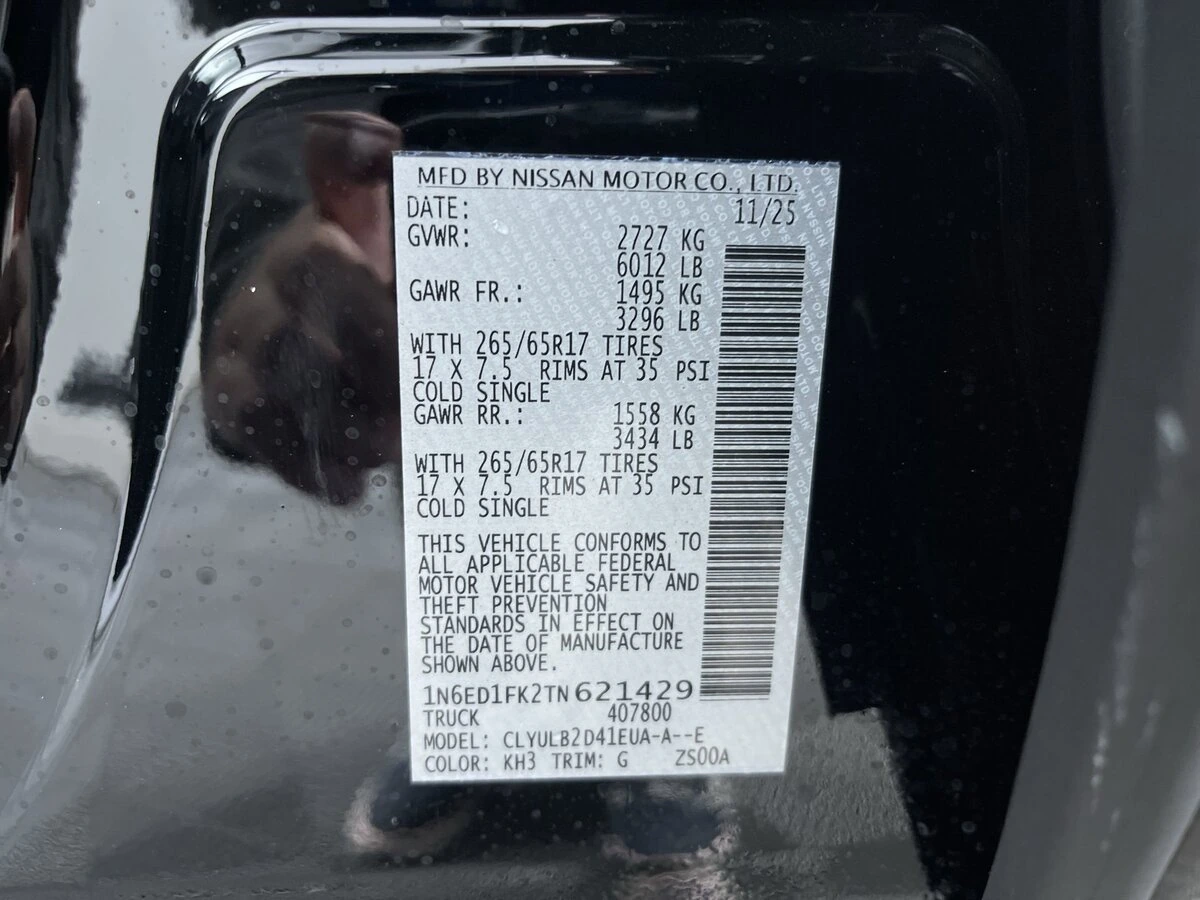 MFD BY NISSAN MOTOR CO., LTD.
DATE: 11/25
GVWR: 2727 KG
6012 LB
GAWR FR.: 1495 KG
3296 LB
WITH 265/65R17 TIRES
17 X 7.5 RIMS AT 35 PSI
COLD SINGLE
GAWR RR.: 1558 KG
3434 LB
WITH 265/65R17 TIRES
17 X 7.5 RIMS AT 35 PSI
COLD SINGLE
THIS VEHICLE CONFORMS TO
ALL APPLICABLE FEDERAL
MOTOR VEHICLE SAFETY AND
THEFT PREVENTION
STANDARDS IN EFFECT ON
THE DATE OF MANUFACTURE
SHOWN ABOVE.
1N6ED1FK2TN621429
TRUCK 407800
MODEL: CLYULB2D41EUA-A--E
COLOR: KH3 TRIM: G ZS00A